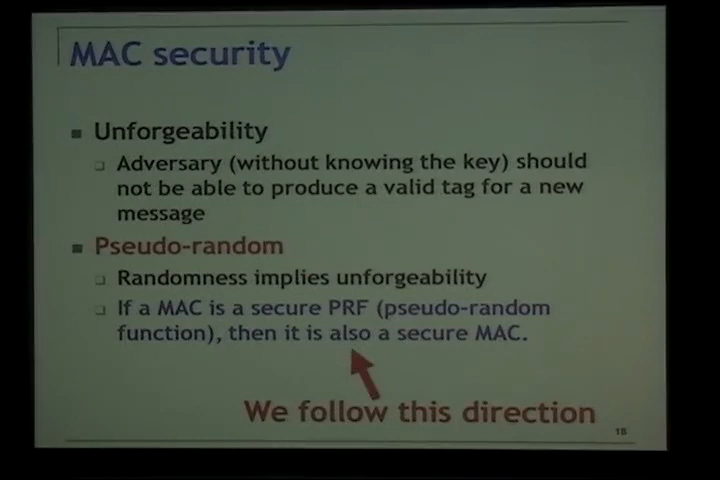 MAC security
Unforgeability
Adversary (without knowing the key) should
not be able to produce a valid tag for a new
message
Pseudo-random
Randomness implies unforgeability
If a MAC is a secure PRF (pseudo-random
function), then it is also a secure MAC.
We follow this direction
18